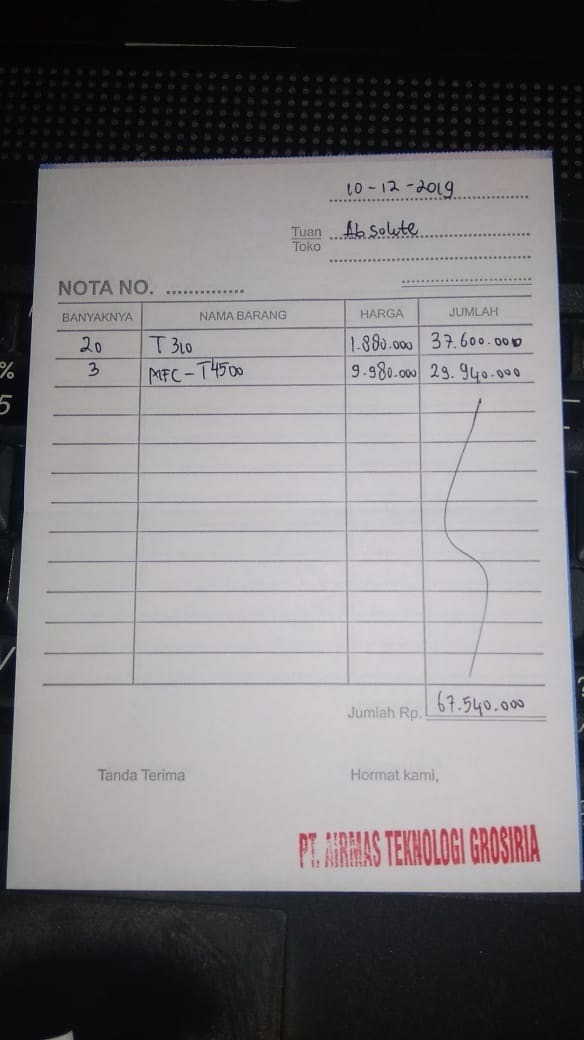 10-12-2019
Tuan Absolute
Toko
NOTA NO. ..............
BANYAKNYA NAMA BARANG HARGA JUMLAH
20 T310 1.880.000 37.600.000
3 MFC-T4500 9.980.000 29.940.000
Jumlah Rp. 67.540.000
Tanda Terima Hormat kami,
PT. AIRMAS TEKNOLOGI GROSIRIA